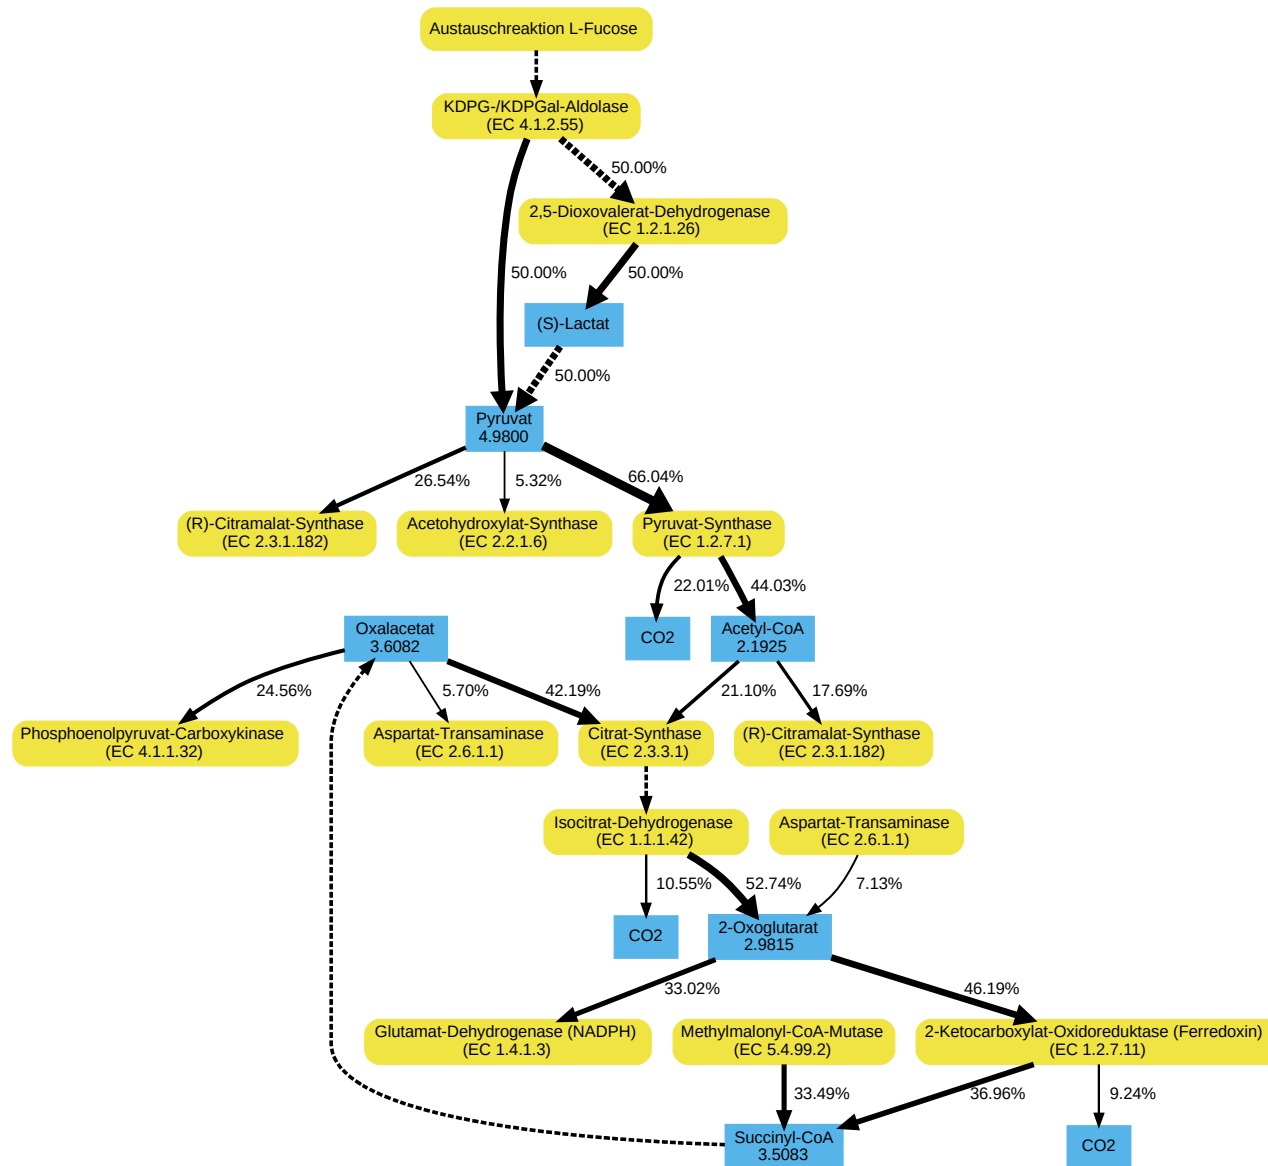 Austauschreaktion L-Fucose
KDPG-/KDPGal-Aldolase
(EC 4.1.2.55)
50.00%
2,5-Dioxovalerat-Dehydrogenase
(EC 1.2.1.26)
50.00%
50.00%
(S)-Lactat
50.00%
Pyruvat
4.9800
26.54%
5.32%
66.04%
(R)-Citramalat-Synthase
(EC 2.3.1.182)
Acetohydroxylat-Synthase
(EC 2.2.1.6)
Pyruvat-Synthase
(EC 1.2.7.1)
22.01%
44.03%
Oxalacetat
3.6082
CO2
Acetyl-CoA
2.1925
24.56%
5.70%
42.19%
21.10%
17.69%
Phosphoenolpyruvat-Carboxykinase
(EC 4.1.1.32)
Aspartat-Transaminase
(EC 2.6.1.1)
Citrat-Synthase
(EC 2.3.3.1)
(R)-Citramalat-Synthase
(EC 2.3.1.182)
Isocitrat-Dehydrogenase
(EC 1.1.1.42)
Aspartat-Transaminase
(EC 2.6.1.1)
10.55%
52.74%
7.13%
CO2
2-Oxoglutarat
2.9815
33.02%
46.19%
Glutamat-Dehydrogenase (NADPH)
(EC 1.4.1.3)
Methylmalonyl-CoA-Mutase
(EC 5.4.99.2)
2-Ketocarboxylat-Oxidoreduktase (Ferredoxin)
(EC 1.2.7.11)
33.49%
36.96%
9.24%
Succinyl-CoA
3.5083
CO2